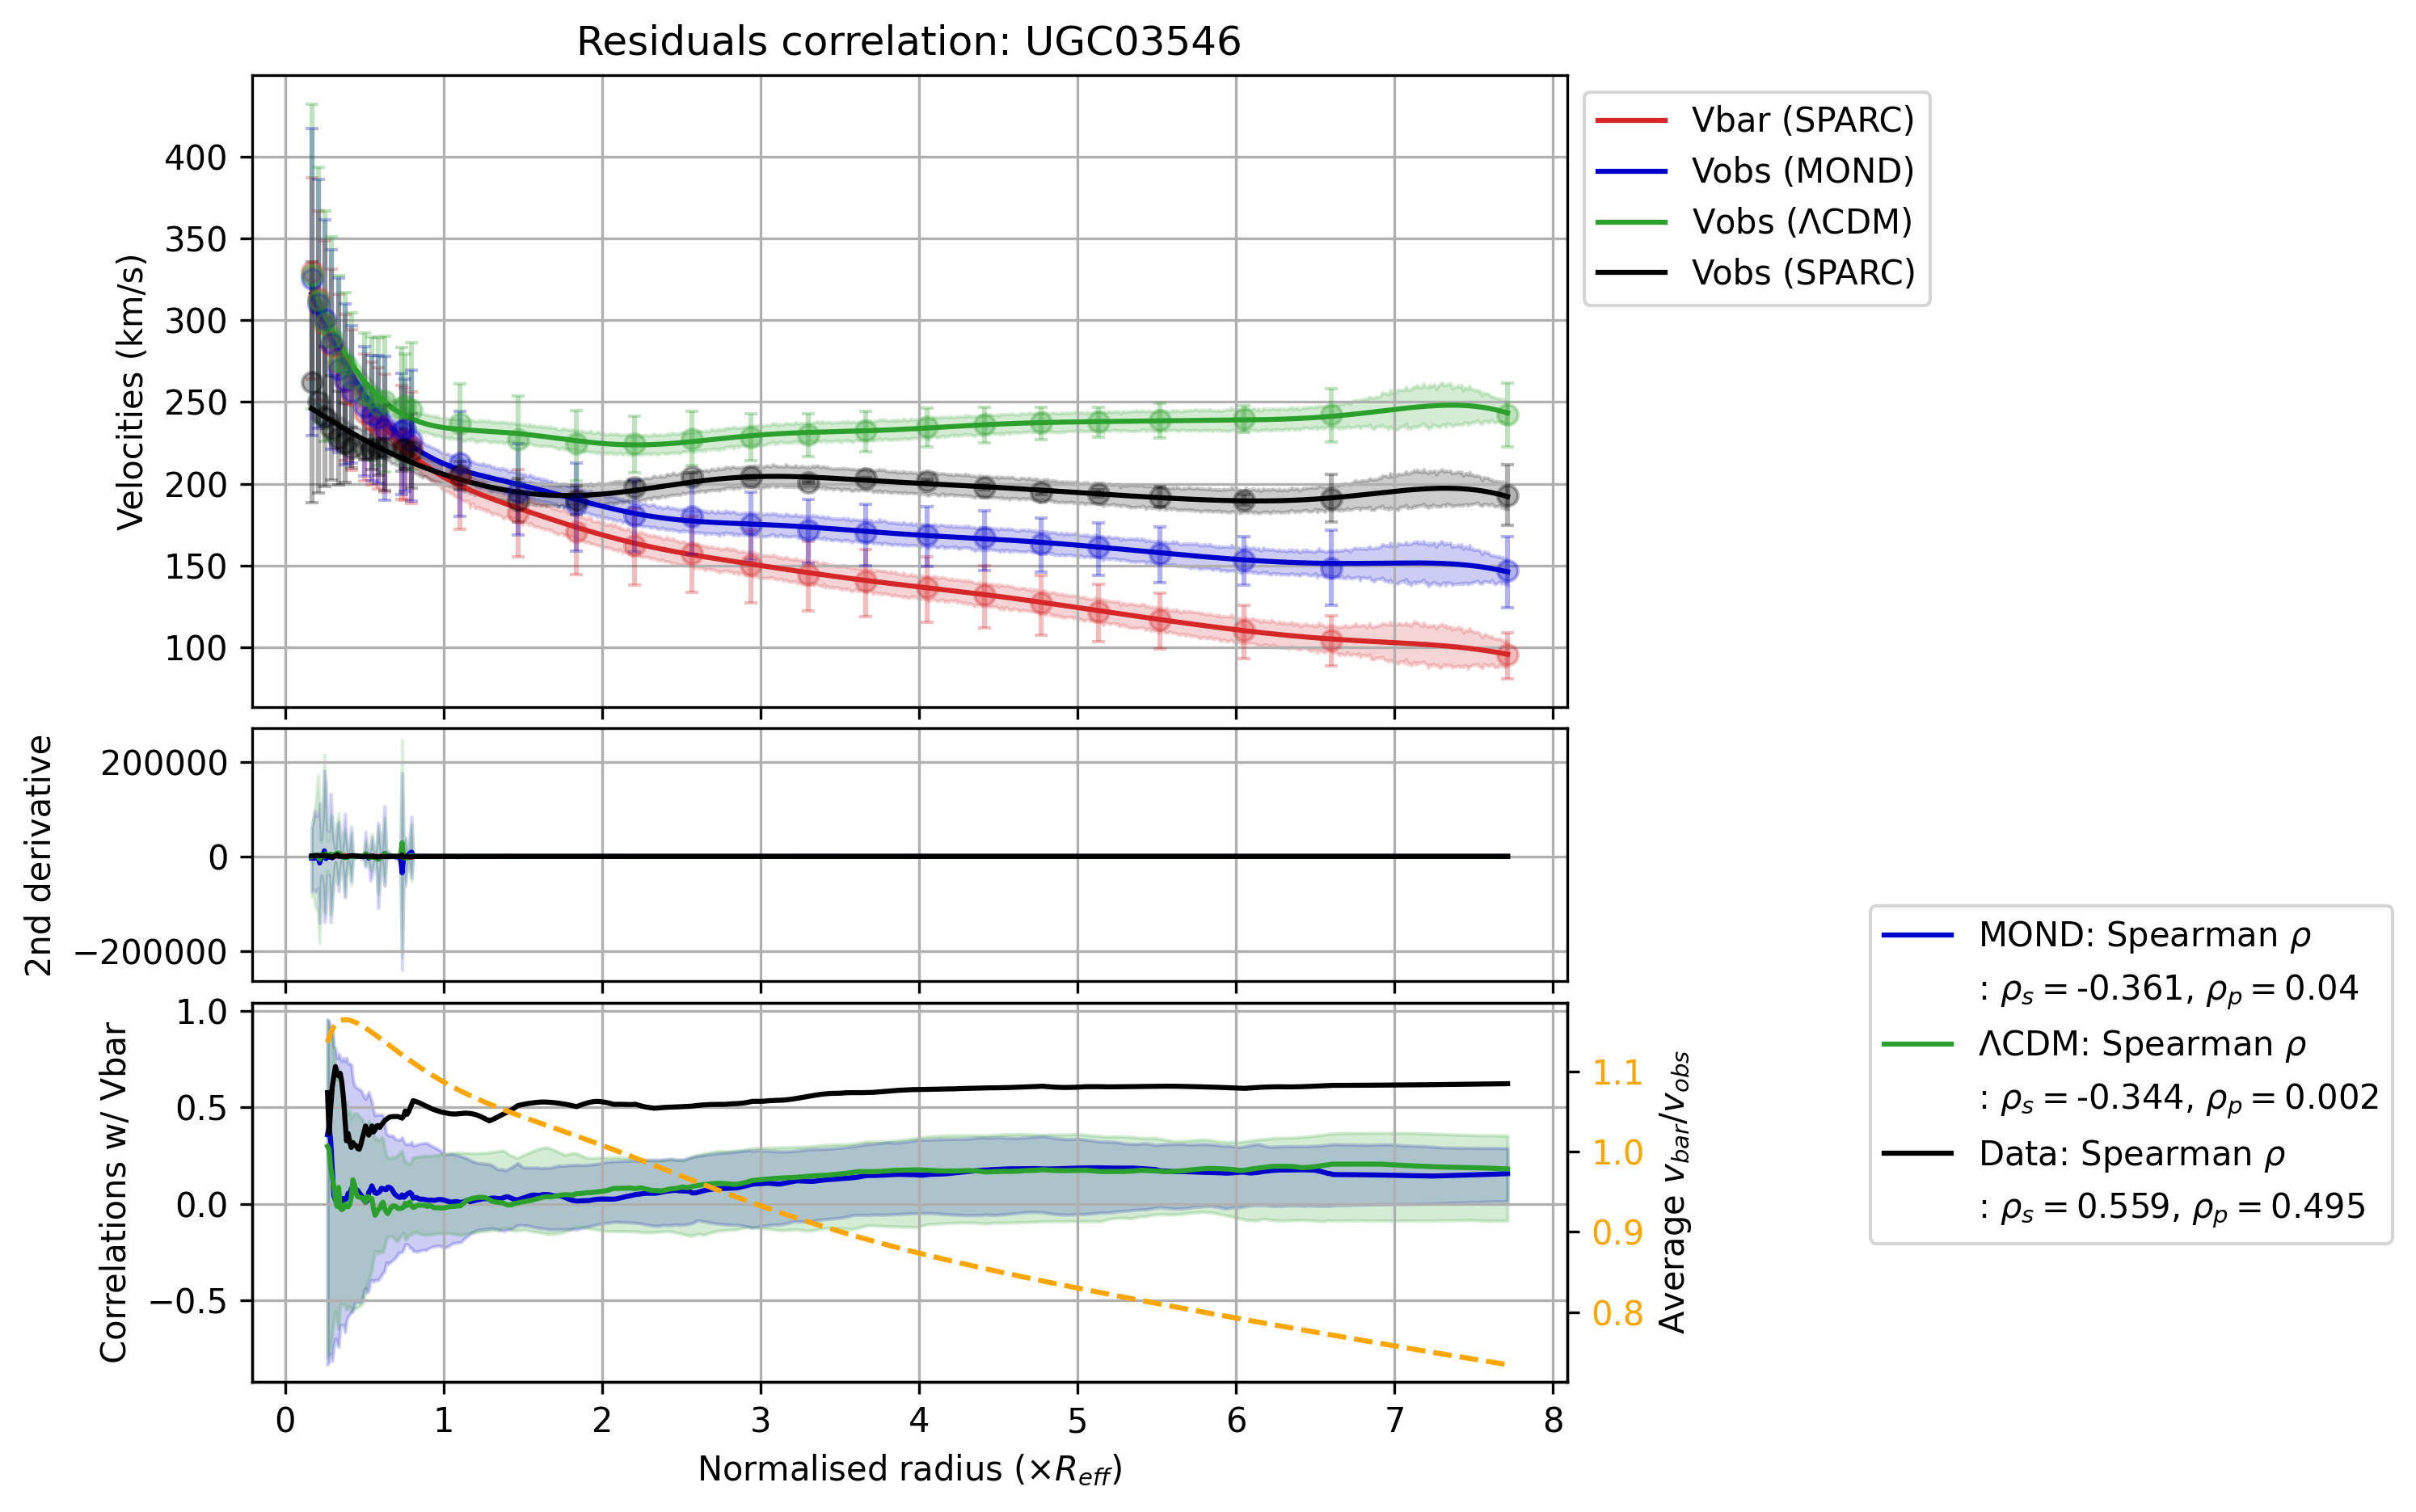 Residuals correlation: UGC03546
Velocities (km/s)
400
350
300
250
200
150
100
Vbar (SPARC)
Vobs (MOND)
Vobs (ΛCDM)
Vobs (SPARC)
2nd derivative
200000
0
−200000
Correlations w/ Vbar
1.0
0.5
0.0
−0.5
1.1
1.0
0.9
0.8
Average v_bar/v_obs
MOND: Spearman ρ
: ρ_s = -0.361, ρ_p = 0.04
ΛCDM: Spearman ρ
: ρ_s = -0.344, ρ_p = 0.002
Data: Spearman ρ
: ρ_s = 0.559, ρ_p = 0.495
0 1 2 3 4 5 6 7 8
Normalised radius (×R_eff)